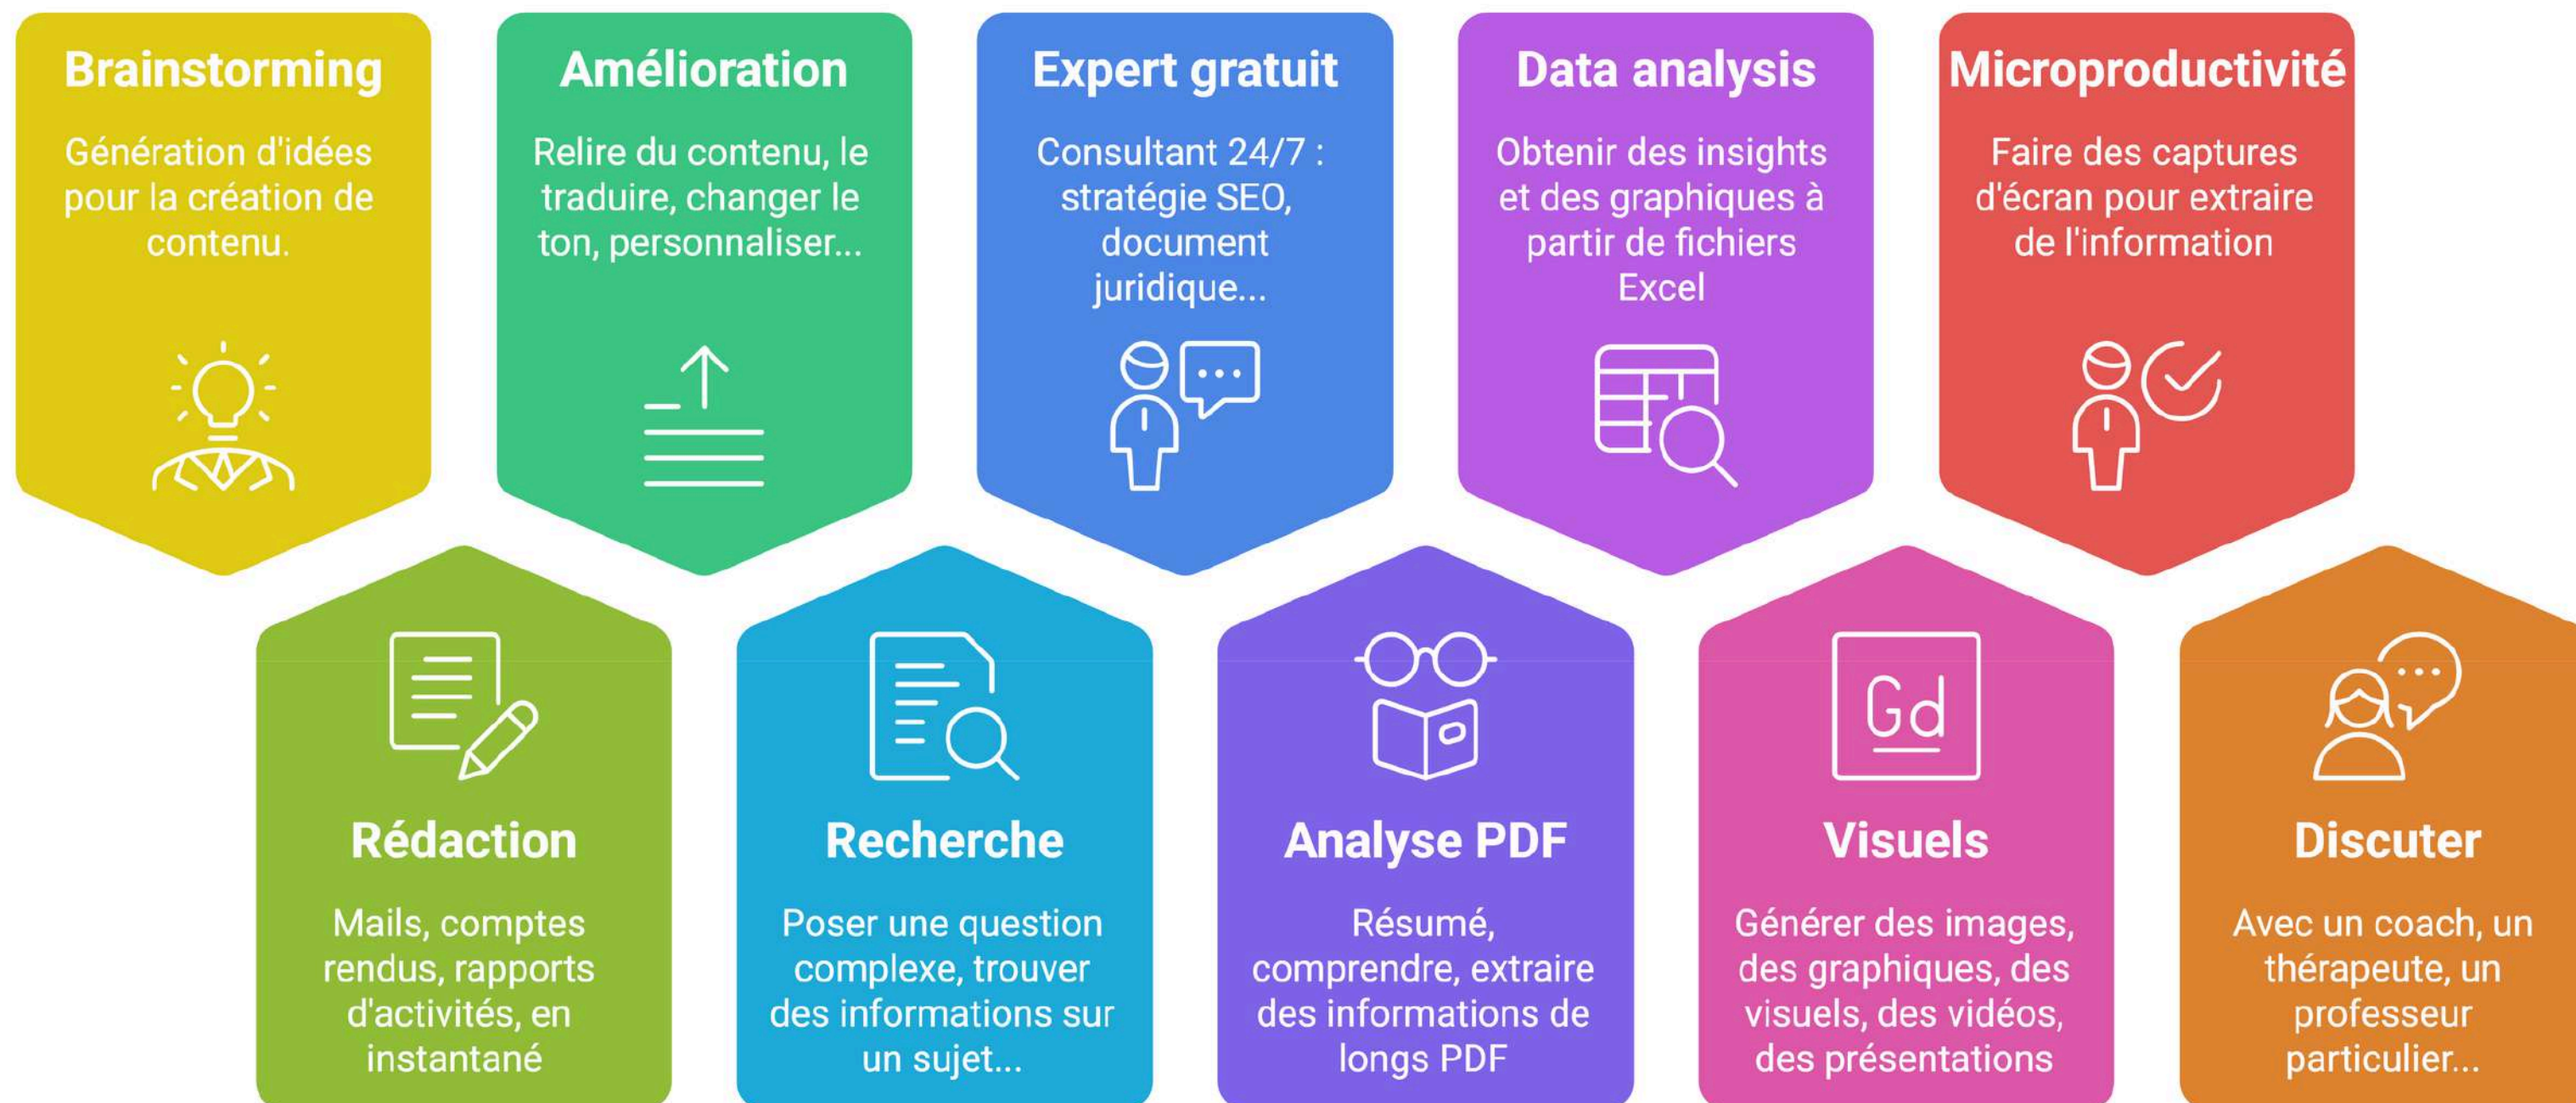 Brainstorming
Génération d'idées
pour la création de
contenu.
Amélioration
Relire du contenu, le
traduire, changer le
ton, personnaliser...
Expert gratuit
Consultant 24/7 :
stratégie SEO,
document
juridique...
Data analysis
Obtenir des insights
et des graphiques à
partir de fichiers
Excel
Microproductivité
Faire des captures
d'écran pour extraire
de l'information
Rédaction
Mails, comptes
rendus, rapports
d'activités, en
instantané
Recherche
Poser une question
complexe, trouver
des informations sur
un sujet...
Analyse PDF
Résumé,
comprendre, extraire
des informations de
longs PDF
Gd
Visuels
Générer des images,
des graphiques, des
visuels, des vidéos,
des présentations
Discuter
Avec un coach, un
thérapeute, un
professeur
particulier...